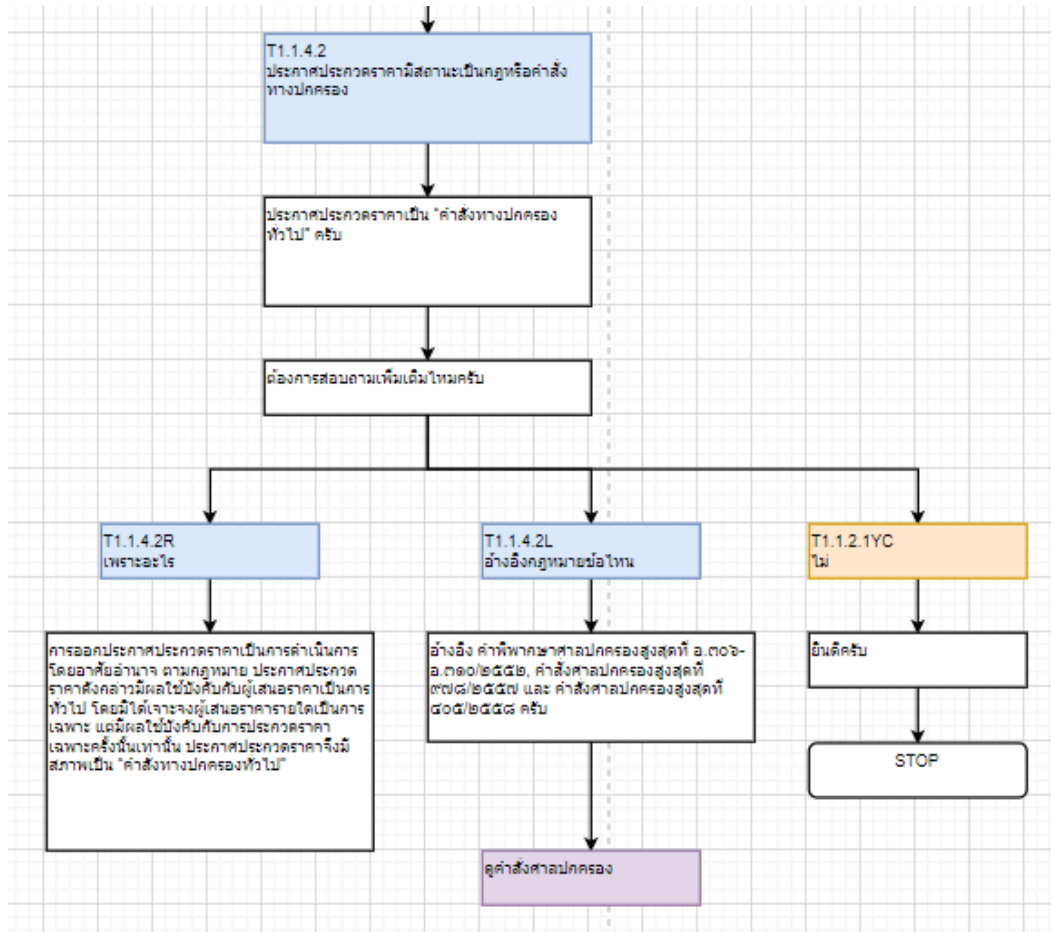 T1.1.4.2
ประกาศประกวดราคามีสถานะเป็นกฎหรือคำสั่ง
ทางปกครอง
ประกาศประกวดราคาเป็น "คำสั่งทางปกครอง
ทั่วไป" ครับ
ต้องการสอบถามเพิ่มเติมไหมครับ
T1.1.4.2R
เพราะอะไร
T1.1.4.2L
อ้างอิงกฎหมายข้อไหน
T1.1.2.1YC
ไม่
การออกประกาศประกวดราคาเป็นการดำเนินการ
โดยอาศัยอำนาจ ตามกฎหมาย ประกาศประกวด
ราคาดังกล่าวมีผลใช้บังคับกับผู้เสนอราคาเป็นการ
ทั่วไป โดยมิได้เจาะจงผู้เสนอราคารายใดเป็นการ
เฉพาะ แต่มีผลใช้บังคับกับการประกวดราคา
เฉพาะครั้งนั้นเท่านั้น ประกาศประกวดราคาจึงมี
สภาพเป็น "คำสั่งทางปกครองทั่วไป"
อ้างอิง คำพิพากษาศาลปกครองสูงสุดที่ อ.๓๐๖-
อ.๓๑๐/๒๕๕๒, คำสั่งศาลปกครองสูงสุดที่
๙๗๘/๒๕๕๗ และ คำสั่งศาลปกครองสูงสุดที่
๔๐๕/๒๕๕๘ ครับ
ยินดีครับ
STOP
ดูคำสั่งศาลปกครอง